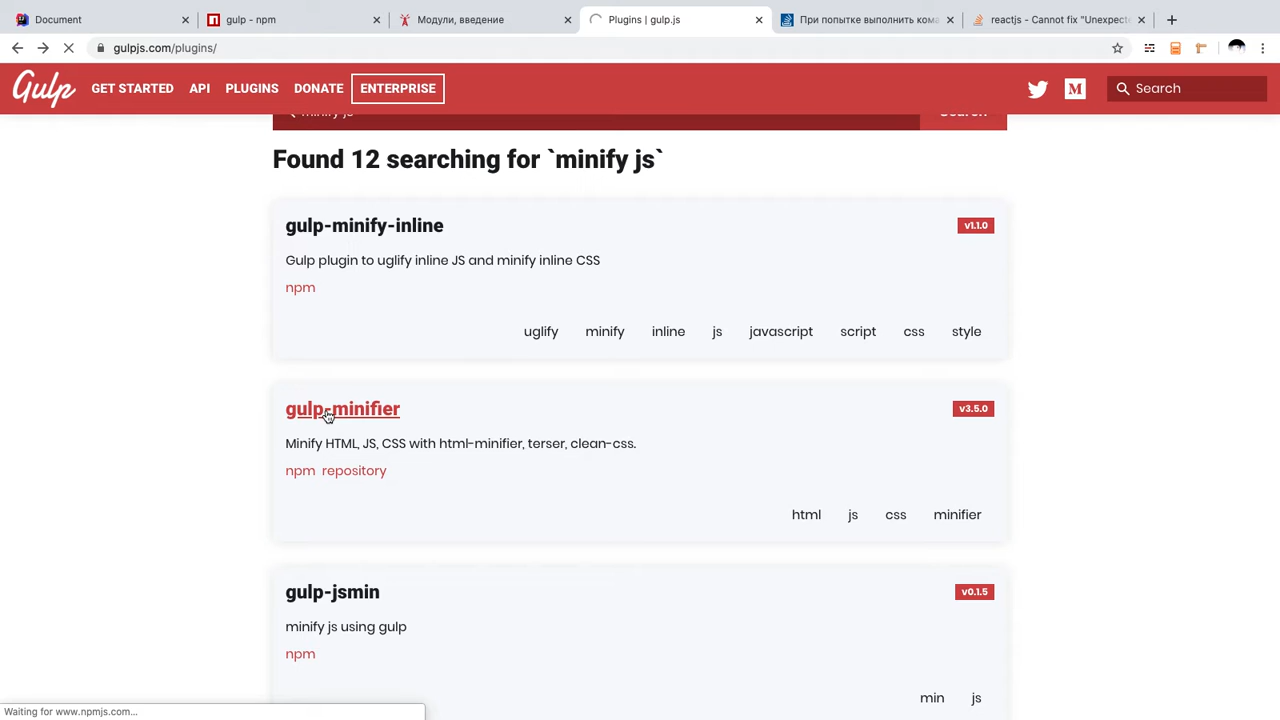 Document
gulp - npm
Модули, введение
Plugins | gulp.js
При попытке выполнить кома
reactjs - Cannot fix "Unexpecte
gulpjs.com/plugins/
Gulp
GET STARTED
API
PLUGINS
DONATE
ENTERPRISE
Search
minify js
Search
Found 12 searching for `minify js`
gulp-minify-inline
v1.1.0
Gulp plugin to uglify inline JS and minify inline CSS
npm
uglify minify inline js javascript script css style
gulp-minifier
v3.5.0
Minify HTML, JS, CSS with html-minifier, terser, clean-css.
npm repository
html js css minifier
gulp-jsmin
v0.1.5
minify js using gulp
npm
min js
Waiting for www.npmjs.com...